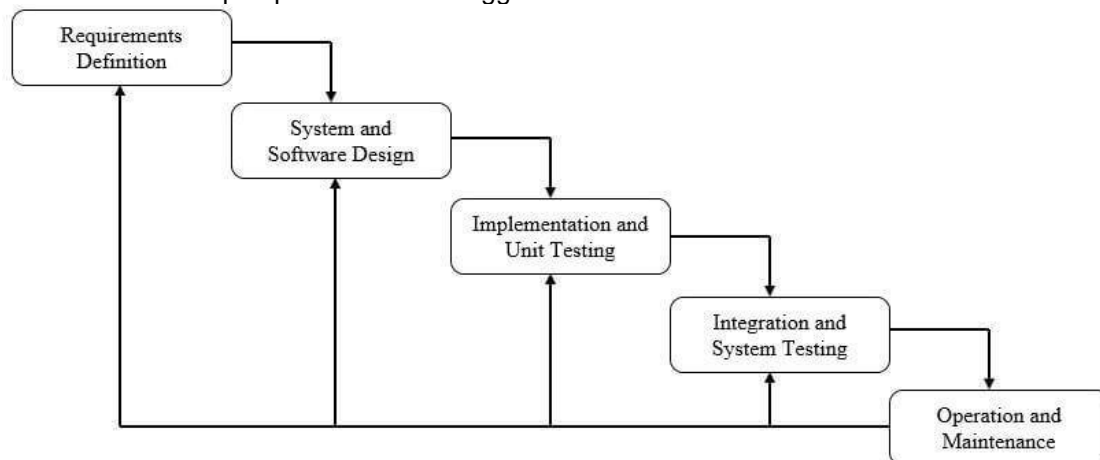 Requirements
Definition
System and
Software Design
Implementation and
Unit Testing
Integration and
System Testing
Operation and
Maintenance